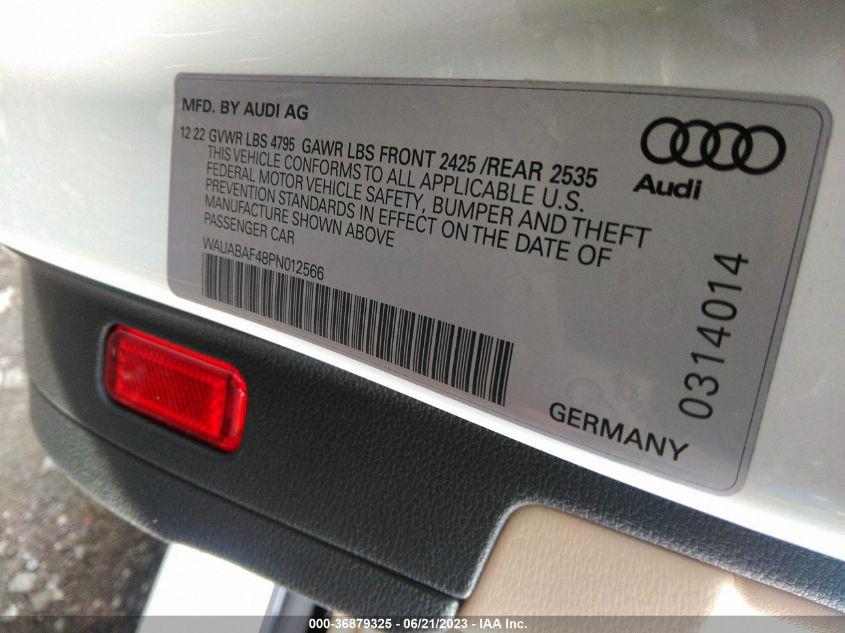 MFD. BY AUDI AG
12 22 GVWR LBS 4795 GAWR LBS FRONT 2425 /REAR 2535
THIS VEHICLE CONFORMS TO ALL APPLICABLE U.S.
FEDERAL MOTOR VEHICLE SAFETY, BUMPER AND THEFT
PREVENTION STANDARDS IN EFFECT ON THE DATE OF
MANUFACTURE SHOWN ABOVE
PASSENGER CAR
WAUABAF48PN012566
Audi
0314014
GERMANY
000-36879325 / 06/21/2023 / IAA Inc.